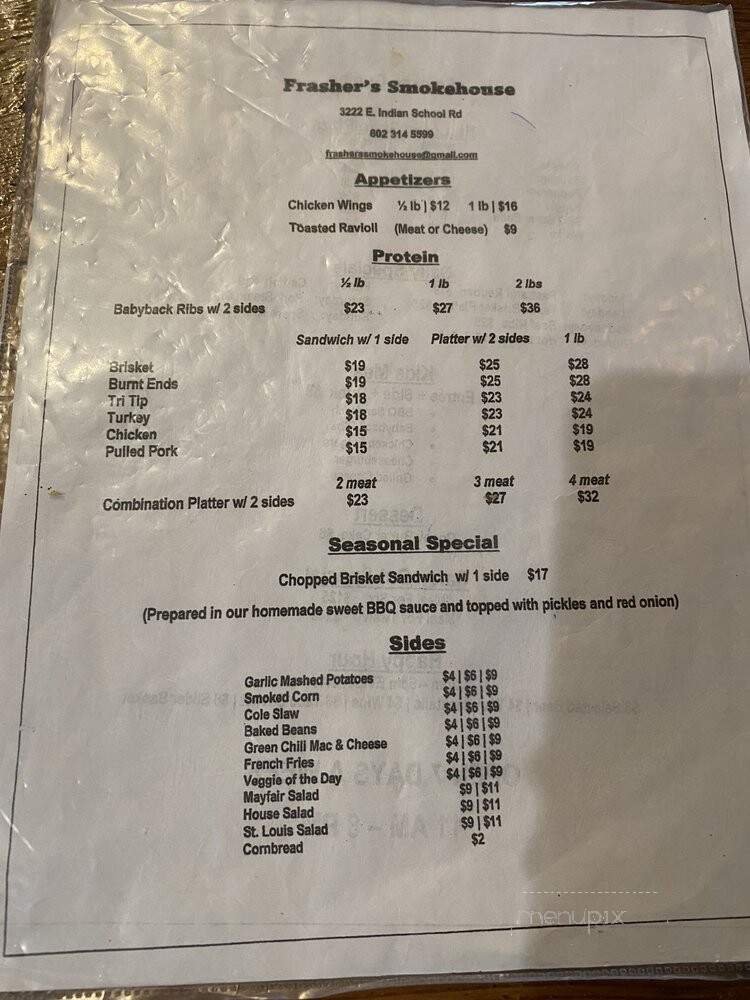 Frasher's Smokehouse
3222 E. Indian School Rd
602 314 5599
frasherssmokehouse@gmail.com
Appetizers
Chicken Wings ½ lb | $12 1 lb | $16
Toasted Ravioli (Meat or Cheese) $9
Protein
½ lb 1 lb 2 lbs
Babyback Ribs w/ 2 sides $23 $27 $36
Sandwich w/ 1 side Platter w/ 2 sides 1 lb
Brisket $19 $25 $28
Burnt Ends $19 $25 $28
Tri Tip $18 $23 $24
Turkey $18 $23 $24
Chicken $15 $21 $19
Pulled Pork $15 $21 $19
2 meat 3 meat 4 meat
Combination Platter w/ 2 sides $23 $27 $32
Seasonal Special
Chopped Brisket Sandwich w/ 1 side $17
(Prepared in our homemade sweet BBQ sauce and topped with pickles and red onion)
Sides
Garlic Mashed Potatoes $4 | $6 | $9
Smoked Corn $4 | $6 | $9
Cole Slaw $4 | $6 | $9
Baked Beans $4 | $6 | $9
Green Chili Mac & Cheese $4 | $6 | $9
French Fries $4 | $6 | $9
Veggie of the Day $4 | $6 | $9
Mayfair Salad $9 | $11
House Salad $9 | $11
St. Louis Salad $9 | $11
Cornbread $2
menupix